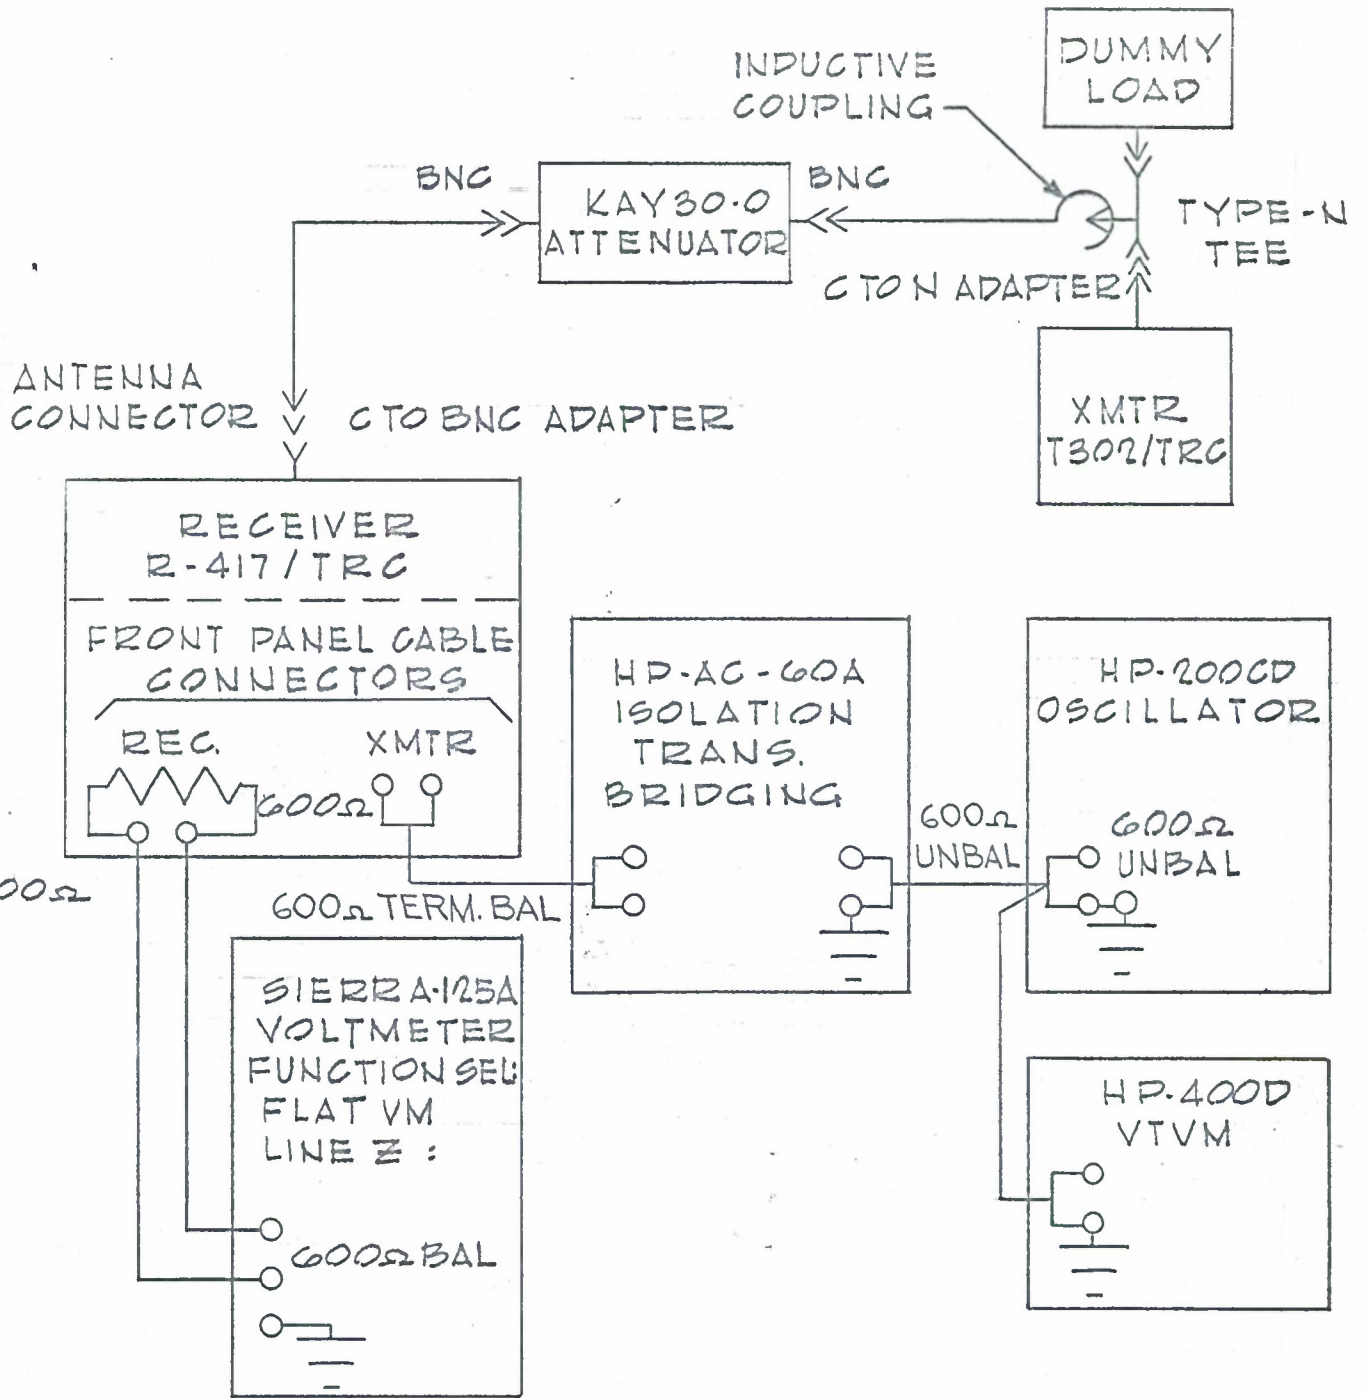 DUMMY
LOAD
INDUCTIVE
COUPLING
BNC
KAY 30-0
ATTENUATOR
BNC
TYPE-N
TEE
C TO N ADAPTER
XMTR
T302/TRC
ANTENNA
CONNECTOR
C TO BNC ADAPTER
RECEIVER
R-417/TRC
FRONT PANEL CABLE
CONNECTORS
REC.
XMTR
600Ω
HP-AC-60A
ISOLATION
TRANS.
BRIDGING
HP-200CD
OSCILLATOR
600Ω
UNBAL
600Ω
UNBAL
00Ω
600Ω TERM. BAL
SIERRA-125A
VOLTMETER
FUNCTION SEL:
FLAT VM
LINE Z :
600Ω BAL
HP-400D
VTVM